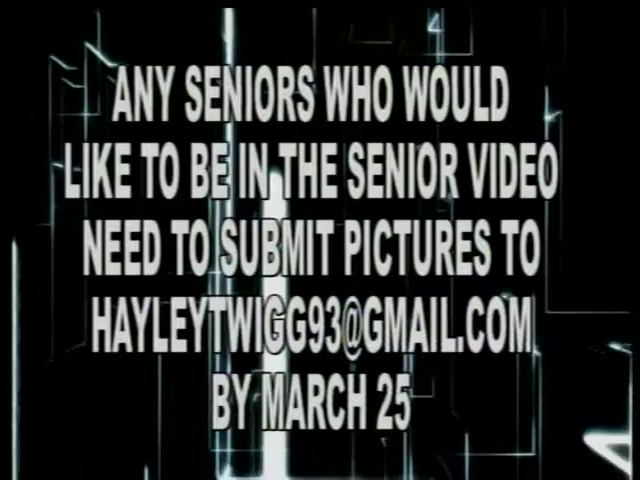 ANY SENIORS WHO WOULD
LIKE TO BE IN THE SENIOR VIDEO
NEED TO SUBMIT PICTURES TO
HAYLEYTWIGG93@GMAIL.COM
BY MARCH 25